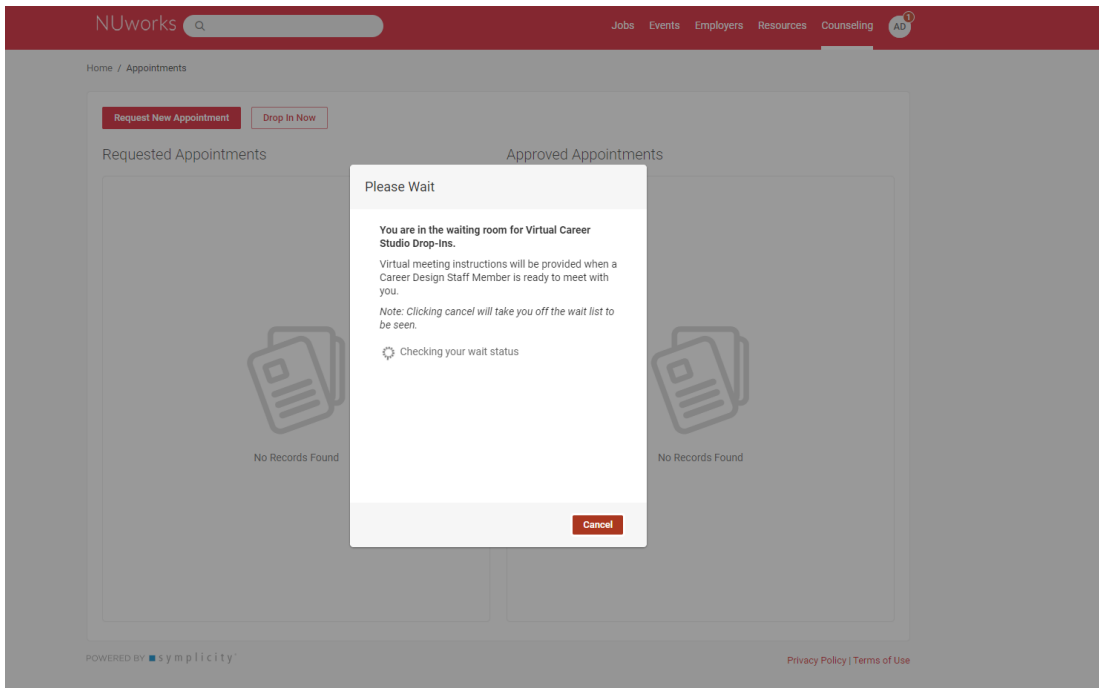 NUworks
Jobs Events Employers Resources Counseling AD 1
Home / Appointments
Request New Appointment Drop In Now
Requested Appointments
Approved Appointments
Please Wait
You are in the waiting room for Virtual Career
Studio Drop-Ins.
Virtual meeting instructions will be provided when a
Career Design Staff Member is ready to meet with
you.
Note: Clicking cancel will take you off the wait list to
be seen.
Checking your wait status
No Records Found
No Records Found
Cancel
POWERED BY symplicity
Privacy Policy | Terms of Use